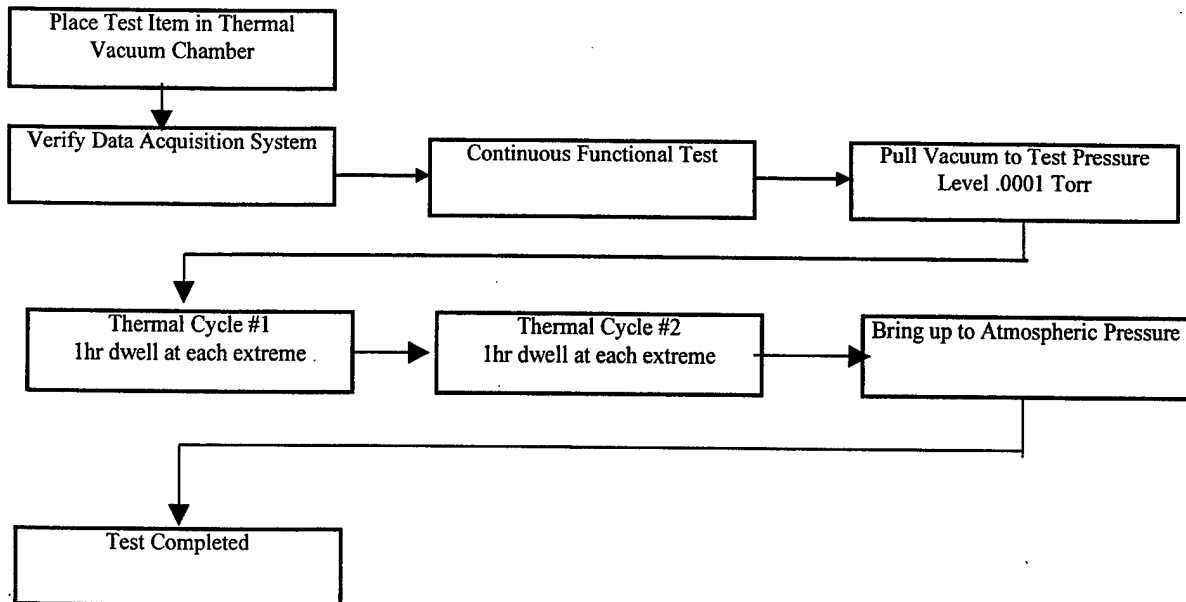 Place Test Item in Thermal
Vacuum Chamber
Verify Data Acquisition System
Continuous Functional Test
Pull Vacuum to Test Pressure
Level .0001 Torr
Thermal Cycle #1
1hr dwell at each extreme
Thermal Cycle #2
1hr dwell at each extreme
Bring up to Atmospheric Pressure
Test Completed